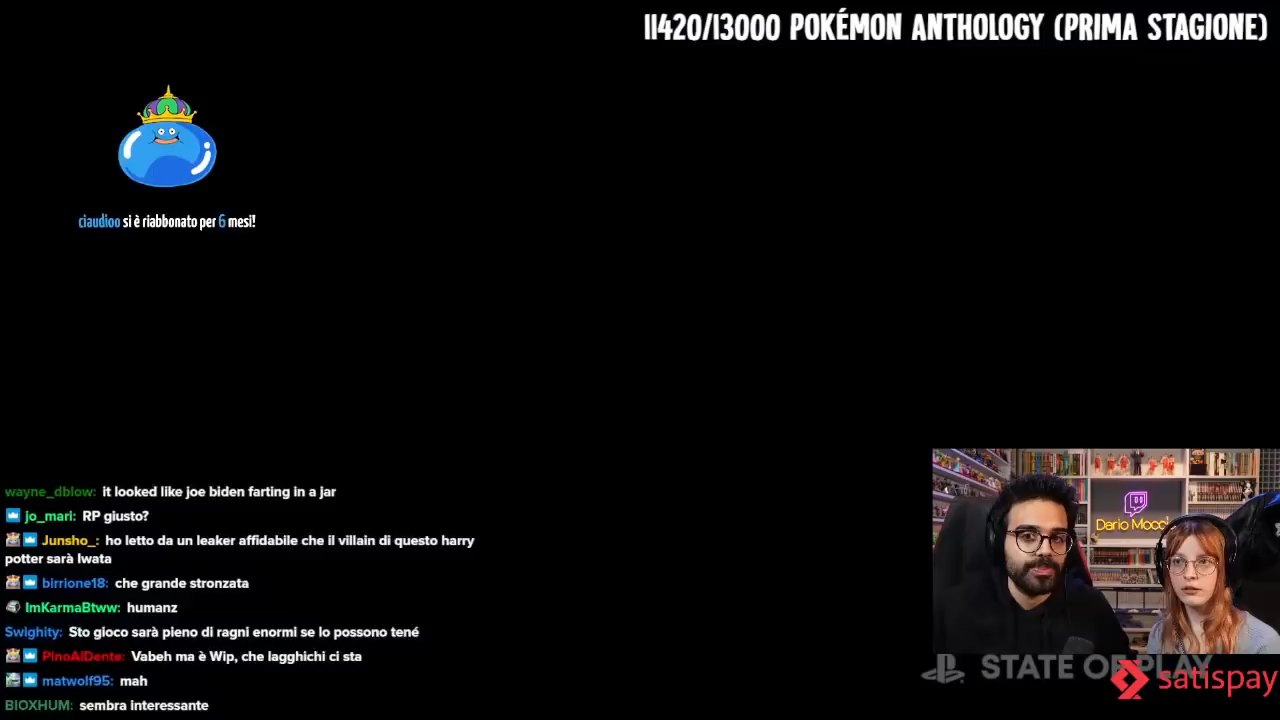 11420/13000 POKÉMON ANTHOLOGY (PRIMA STAGIONE)
ciaudioo si è riabbonato per 6 mesi!
wayne_dblow: it looked like joe biden farting in a jar
jo_mari: RP giusto?
Junsho_: ho letto da un leaker affidabile che il villain di questo harry
potter sarà Iwata
birrione18: che grande stronzata
ImKarmaBtww: humanz
Swighity: Sto gioco sarà pieno di ragni enormi se lo possono tené
PinoAlDente: Vabeh ma è Wip, che lagghichi ci sta
matwolf95: mah
BIOXHUM: sembra interessante
Dario Mocci
STATE OF PLAY
satispay